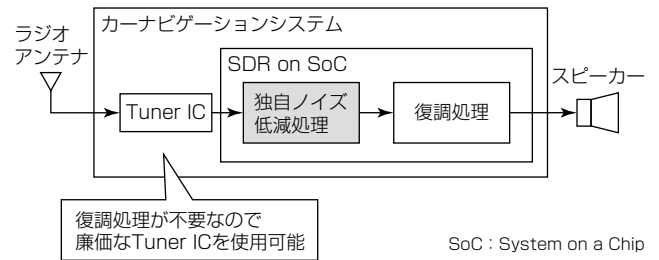 カーナビゲーションシステム
ラジオ
アンテナ
SDR on SoC
スピーカー
Tuner IC
独自ノイズ
低減処理
復調処理
復調処理が不要なので
廉価なTuner ICを使用可能
SoC：System on a Chip